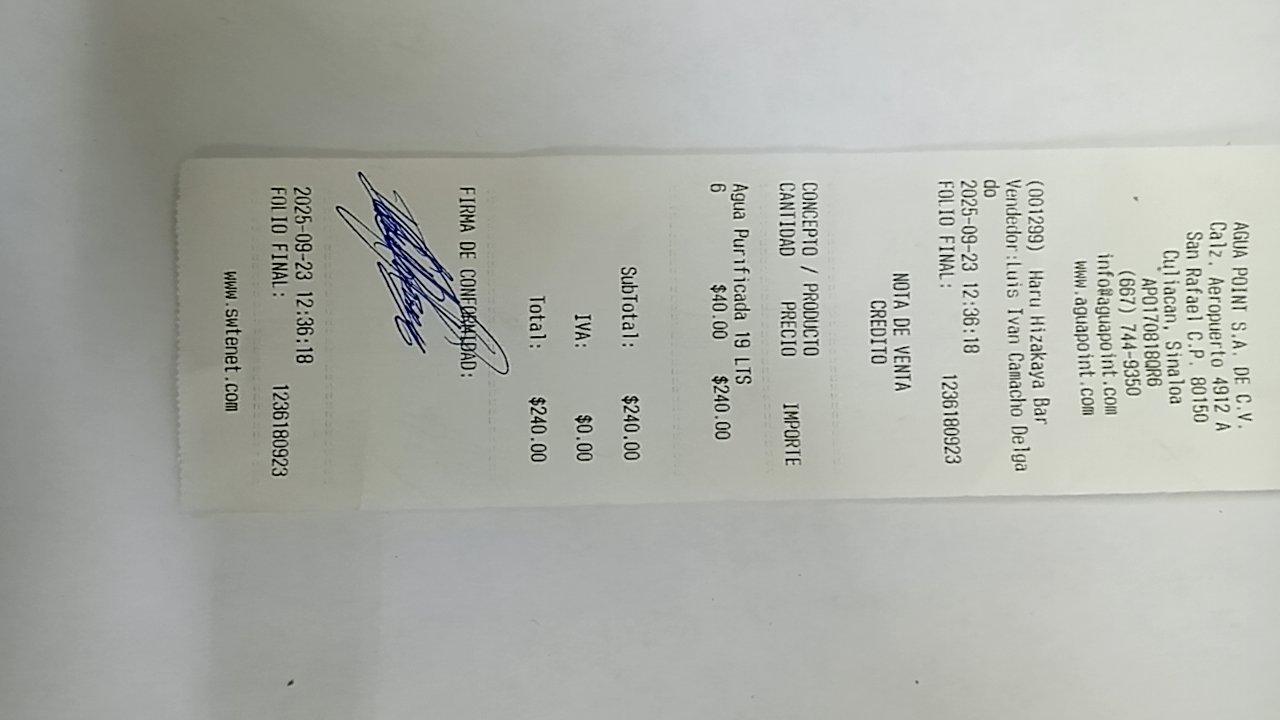 AGUA POINT S.A. DE C.V.
Calz. Aeropuerto 4912 A
San Rafael C.P. 80150
Culiacan, Sinaloa
APO170818QR6
(667) 744-9350
info@aguapoint.com
www.aguapoint.com
(001299) Haru Hizakaya Bar
Vendedor:Luis Ivan Camacho Delga
do
2025-09-23 12:36:18
FOLIO FINAL: 1236180923
NOTA DE VENTA
CREDITO
CONCEPTO / PRODUCTO
CANTIDAD PRECIO IMPORTE
Agua Purificada 19 LTS
6 $40.00 $240.00
SubTotal: $240.00
IVA: $0.00
Total: $240.00
FIRMA DE CONFORMIDAD:
2025-09-23 12:36:18
FOLIO FINAL: 1236180923
www.swtenet.com